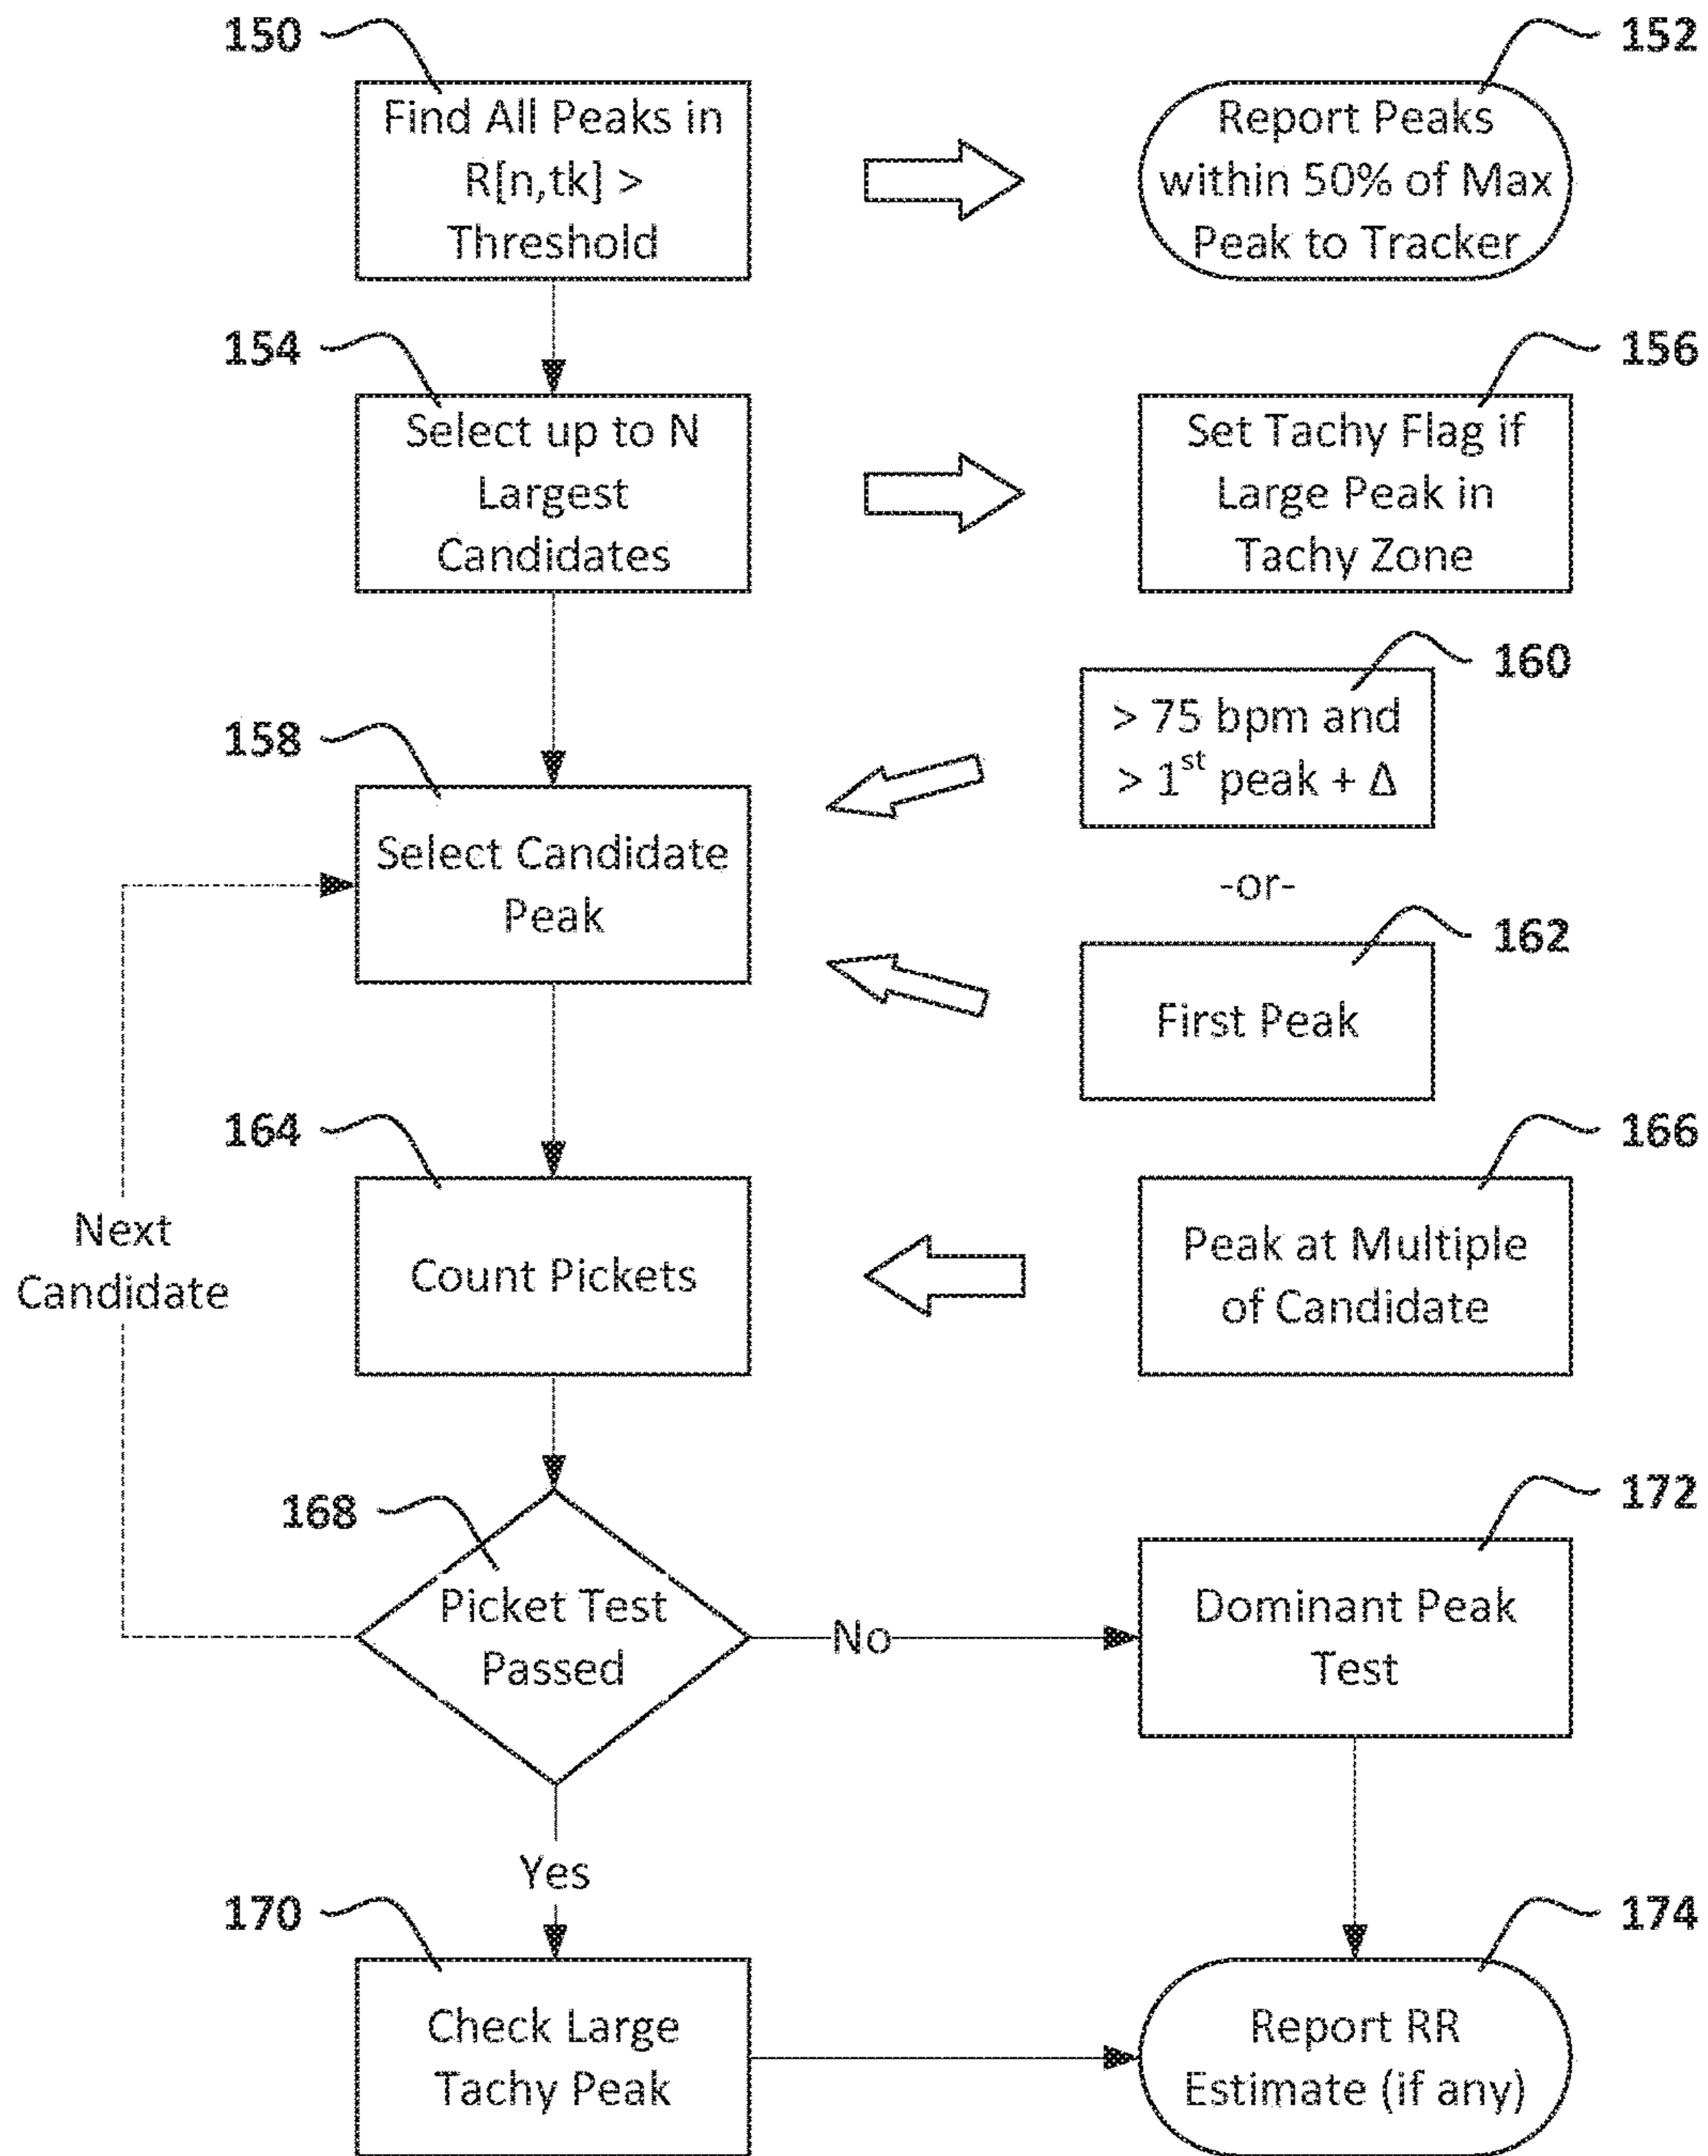 150
152
Find All Peaks in
R[n,tk] >
Threshold
Report Peaks
within 50% of Max
Peak to Tracker
154
156
Select up to N
Largest
Candidates
Set Tachy Flag if
Large Peak in
Tachy Zone
160
> 75 bpm and
> 1st peak + Δ
158
Select Candidate
Peak
-or-
162
First Peak
164
166
Next
Candidate
Count Pickets
Peak at Multiple
of Candidate
168
172
Picket Test
Passed
No
Dominant Peak
Test
Yes
170
174
Check Large
Tachy Peak
Report RR
Estimate (if any)